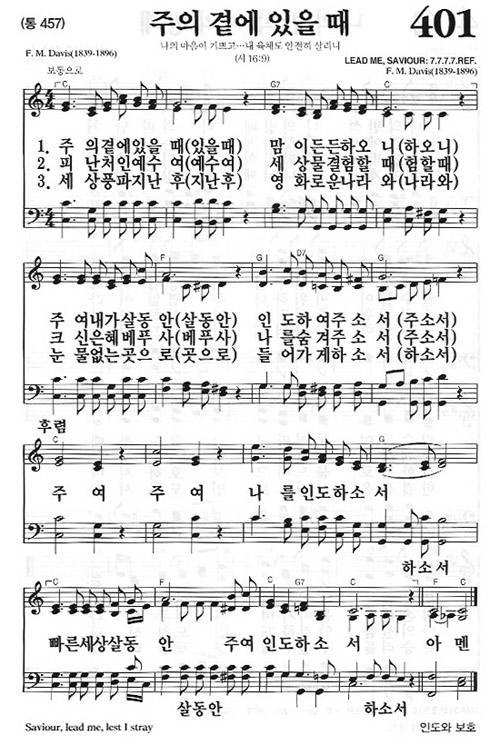 (통 457)
주의 곁에 있을 때
401
나의 마음이 기쁘고…내 육체도 안전히 살리니
(시 16:9)
F. M. Davis(1839-1896)
LEAD ME, SAVIOUR: 7.7.7.7.REF.
F. M. Davis(1839-1896)
보통으로
C G7 C
1. 주 의곁에있을 때(있을때) 맘 이든든하오 니(하오니)
2. 피 난처인예수 여(예수여) 세 상물결험할 때(험할때)
3. 세 상풍파지난 후(지난후) 영 화로운나라 와(나라와)
F G7 D7 G
주 여내가살동 안(살동안) 인 도하여주소 서(주소서)
크 신은혜베푸 사(베푸사) 나 를숨겨주소 서(주소서)
눈 물없는곳으 로(곳으로) 들 어가게하소 서(하소서)
후렴
C G
주 여 주 여 나 를인도하소 서
하소서
C C G7 C F C
빠른세상살동 안 주여인도하소 서 아멘
살동안 하소서
Saviour, lead me, lest I stray
인도와 보호